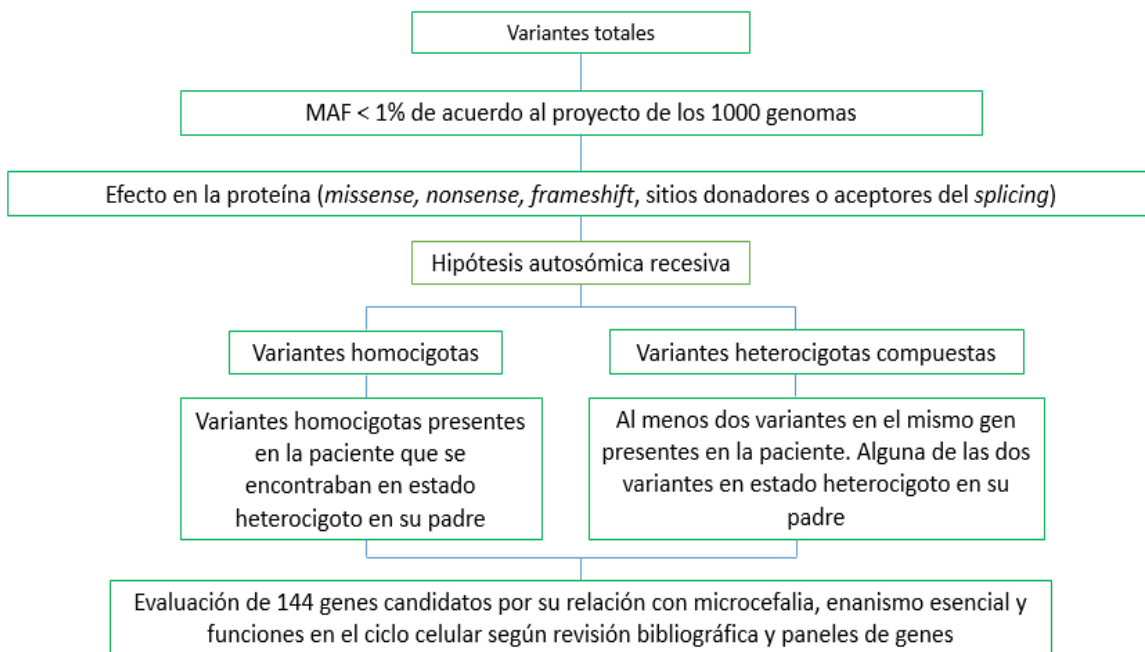 Variantes totales
MAF < 1% de acuerdo al proyecto de los 1000 genomas
Efecto en la proteína (missense, nonsense, frameshift, sitios donadores o aceptores del splicing)
Hipótesis autosómica recesiva
Variantes homocigotas
Variantes heterocigotas compuestas
Variantes homocigotas presentes
en la paciente que se
encontraban en estado
heterocigoto en su padre
Al menos dos variantes en el mismo gen
presentes en la paciente. Alguna de las dos
variantes en estado heterocigoto en su
padre
Evaluación de 144 genes candidatos por su relación con microcefalia, enanismo esencial y
funciones en el ciclo celular según revisión bibliográfica y paneles de genes